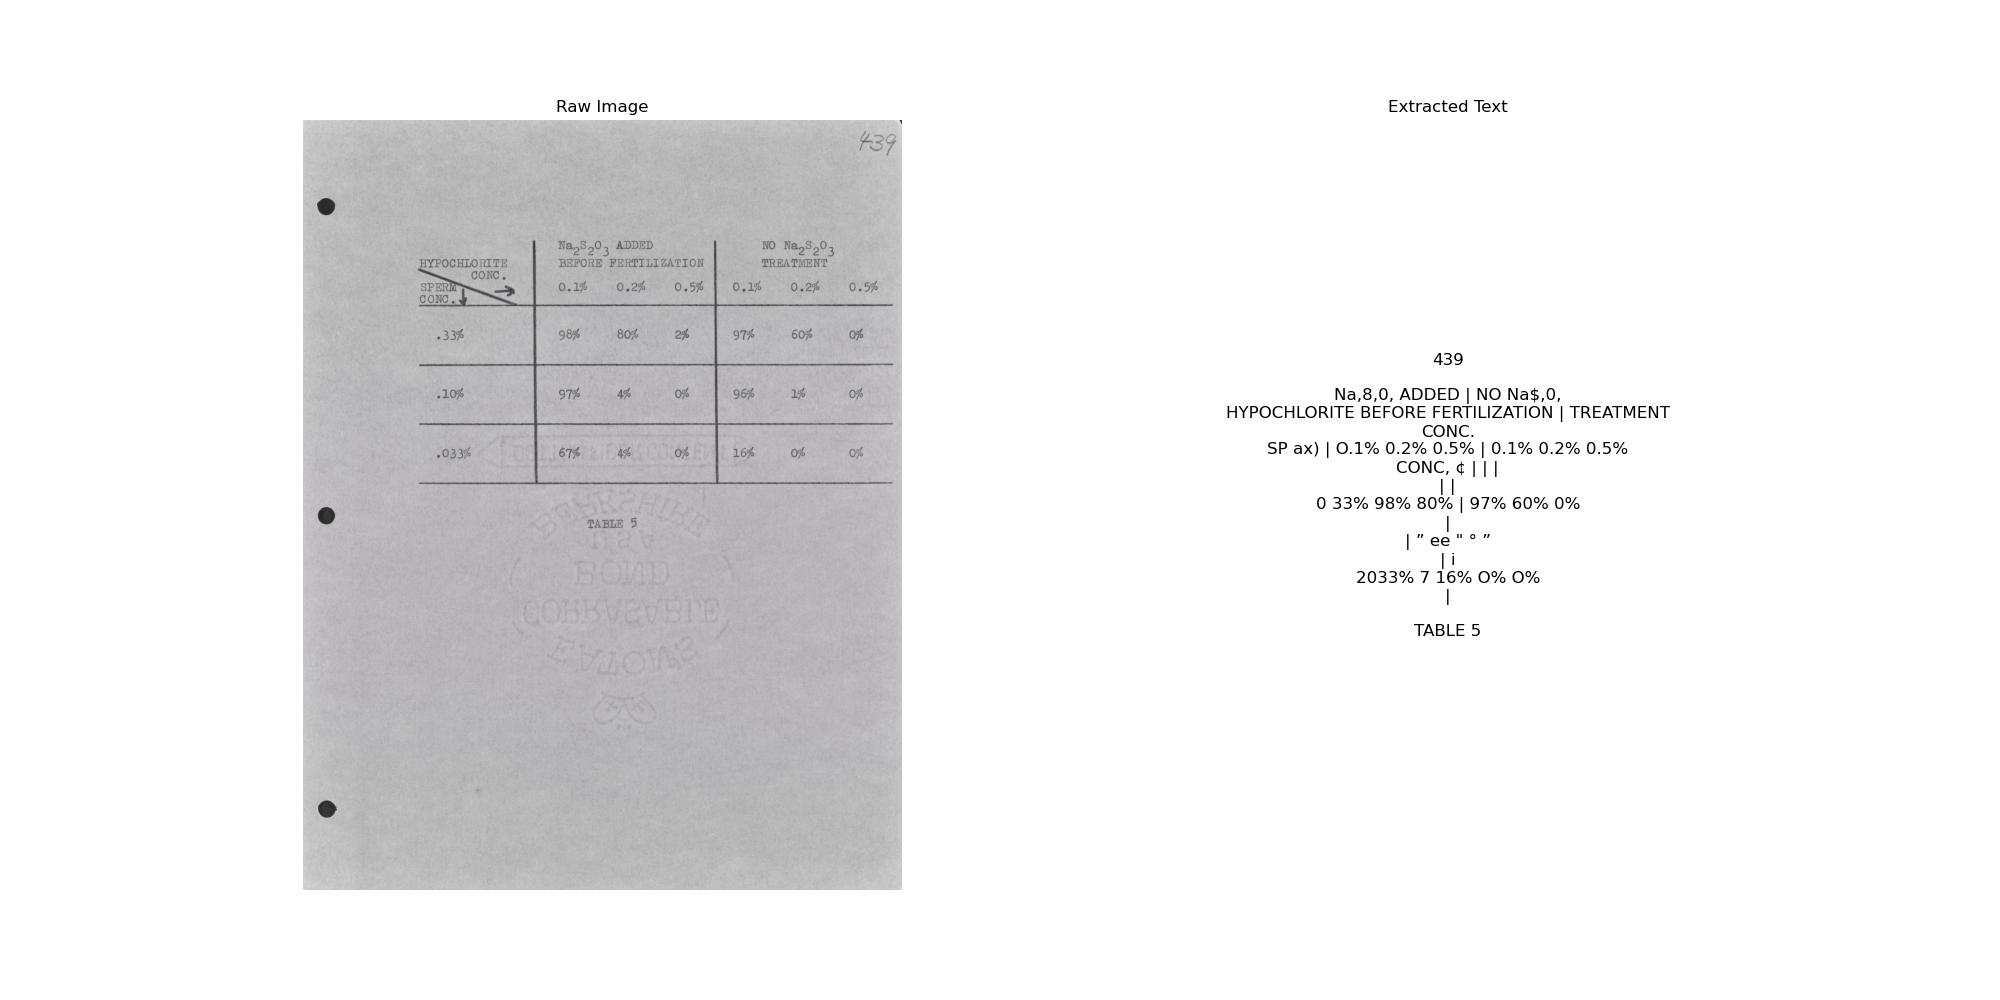 Raw Image
Extracted Text
439
Na2S2O3 ADDED
BEFORE FERTILIZATION
NO Na2S2O3
TREATMENT
HYPOCHLORITE
CONC.
SPERM
CONC.
0.1% 0.2% 0.5% 0.1% 0.2% 0.5%
.33% 98% 80% 2% 97% 60% 0%
.10% 97% 4% 0% 96% 1% 0%
.033% 67% 4% 0% 16% 0% 0%
TABLE 5
BERKSHIRE
USA
BOND
CORRASABLE
EATON'S
439
Na,8,0, ADDED | NO Na$,0,
HYPOCHLORITE BEFORE FERTILIZATION | TREATMENT
CONC.
SP ax) | O.1% 0.2% 0.5% | 0.1% 0.2% 0.5%
CONC, ¢ | | |
| |
0 33% 98% 80% | 97% 60% 0%
|
| ” ee " ° ”
| i
2033% 7 16% O% O%
|
TABLE 5